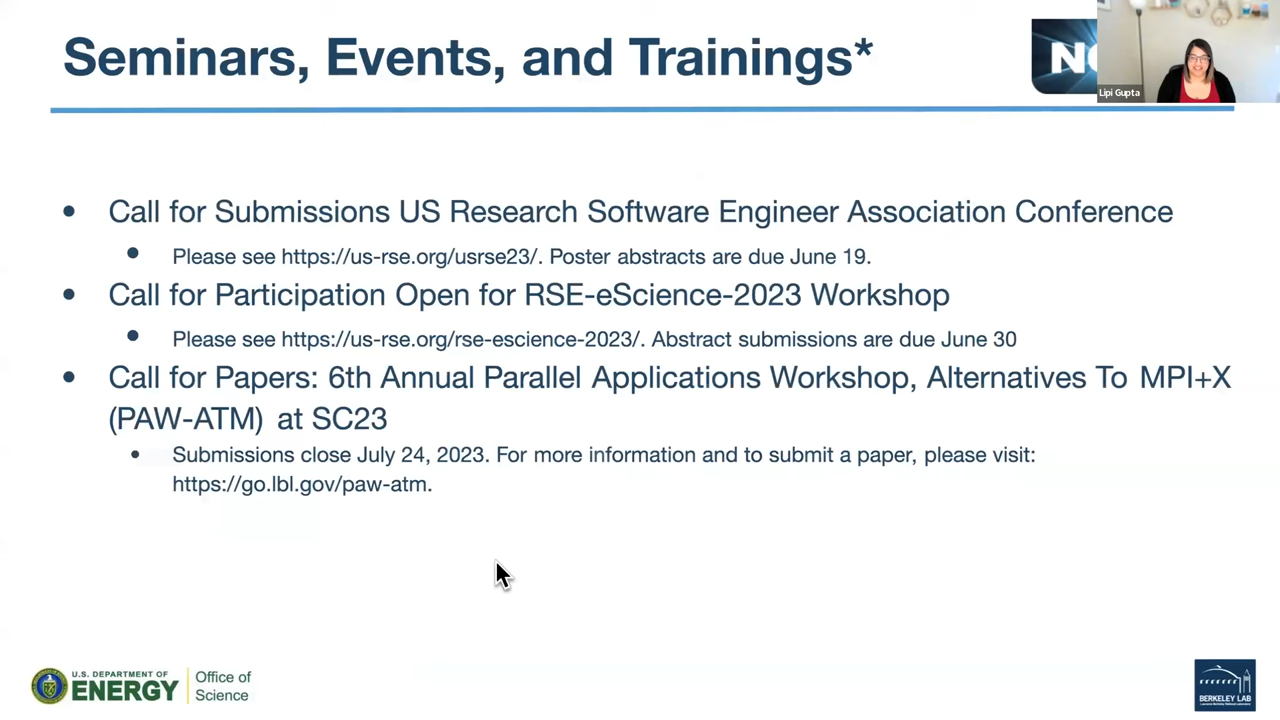 Seminars, Events, and Trainings*
Lipi Gupta
• Call for Submissions US Research Software Engineer Association Conference
• Please see https://us-rse.org/usrse23/. Poster abstracts are due June 19.
• Call for Participation Open for RSE-eScience-2023 Workshop
• Please see https://us-rse.org/rse-escience-2023/. Abstract submissions are due June 30
• Call for Papers: 6th Annual Parallel Applications Workshop, Alternatives To MPI+X
(PAW-ATM) at SC23
• Submissions close July 24, 2023. For more information and to submit a paper, please visit:
https://go.lbl.gov/paw-atm.
U.S. DEPARTMENT OF
ENERGY
Office of
Science
BERKELEY LAB